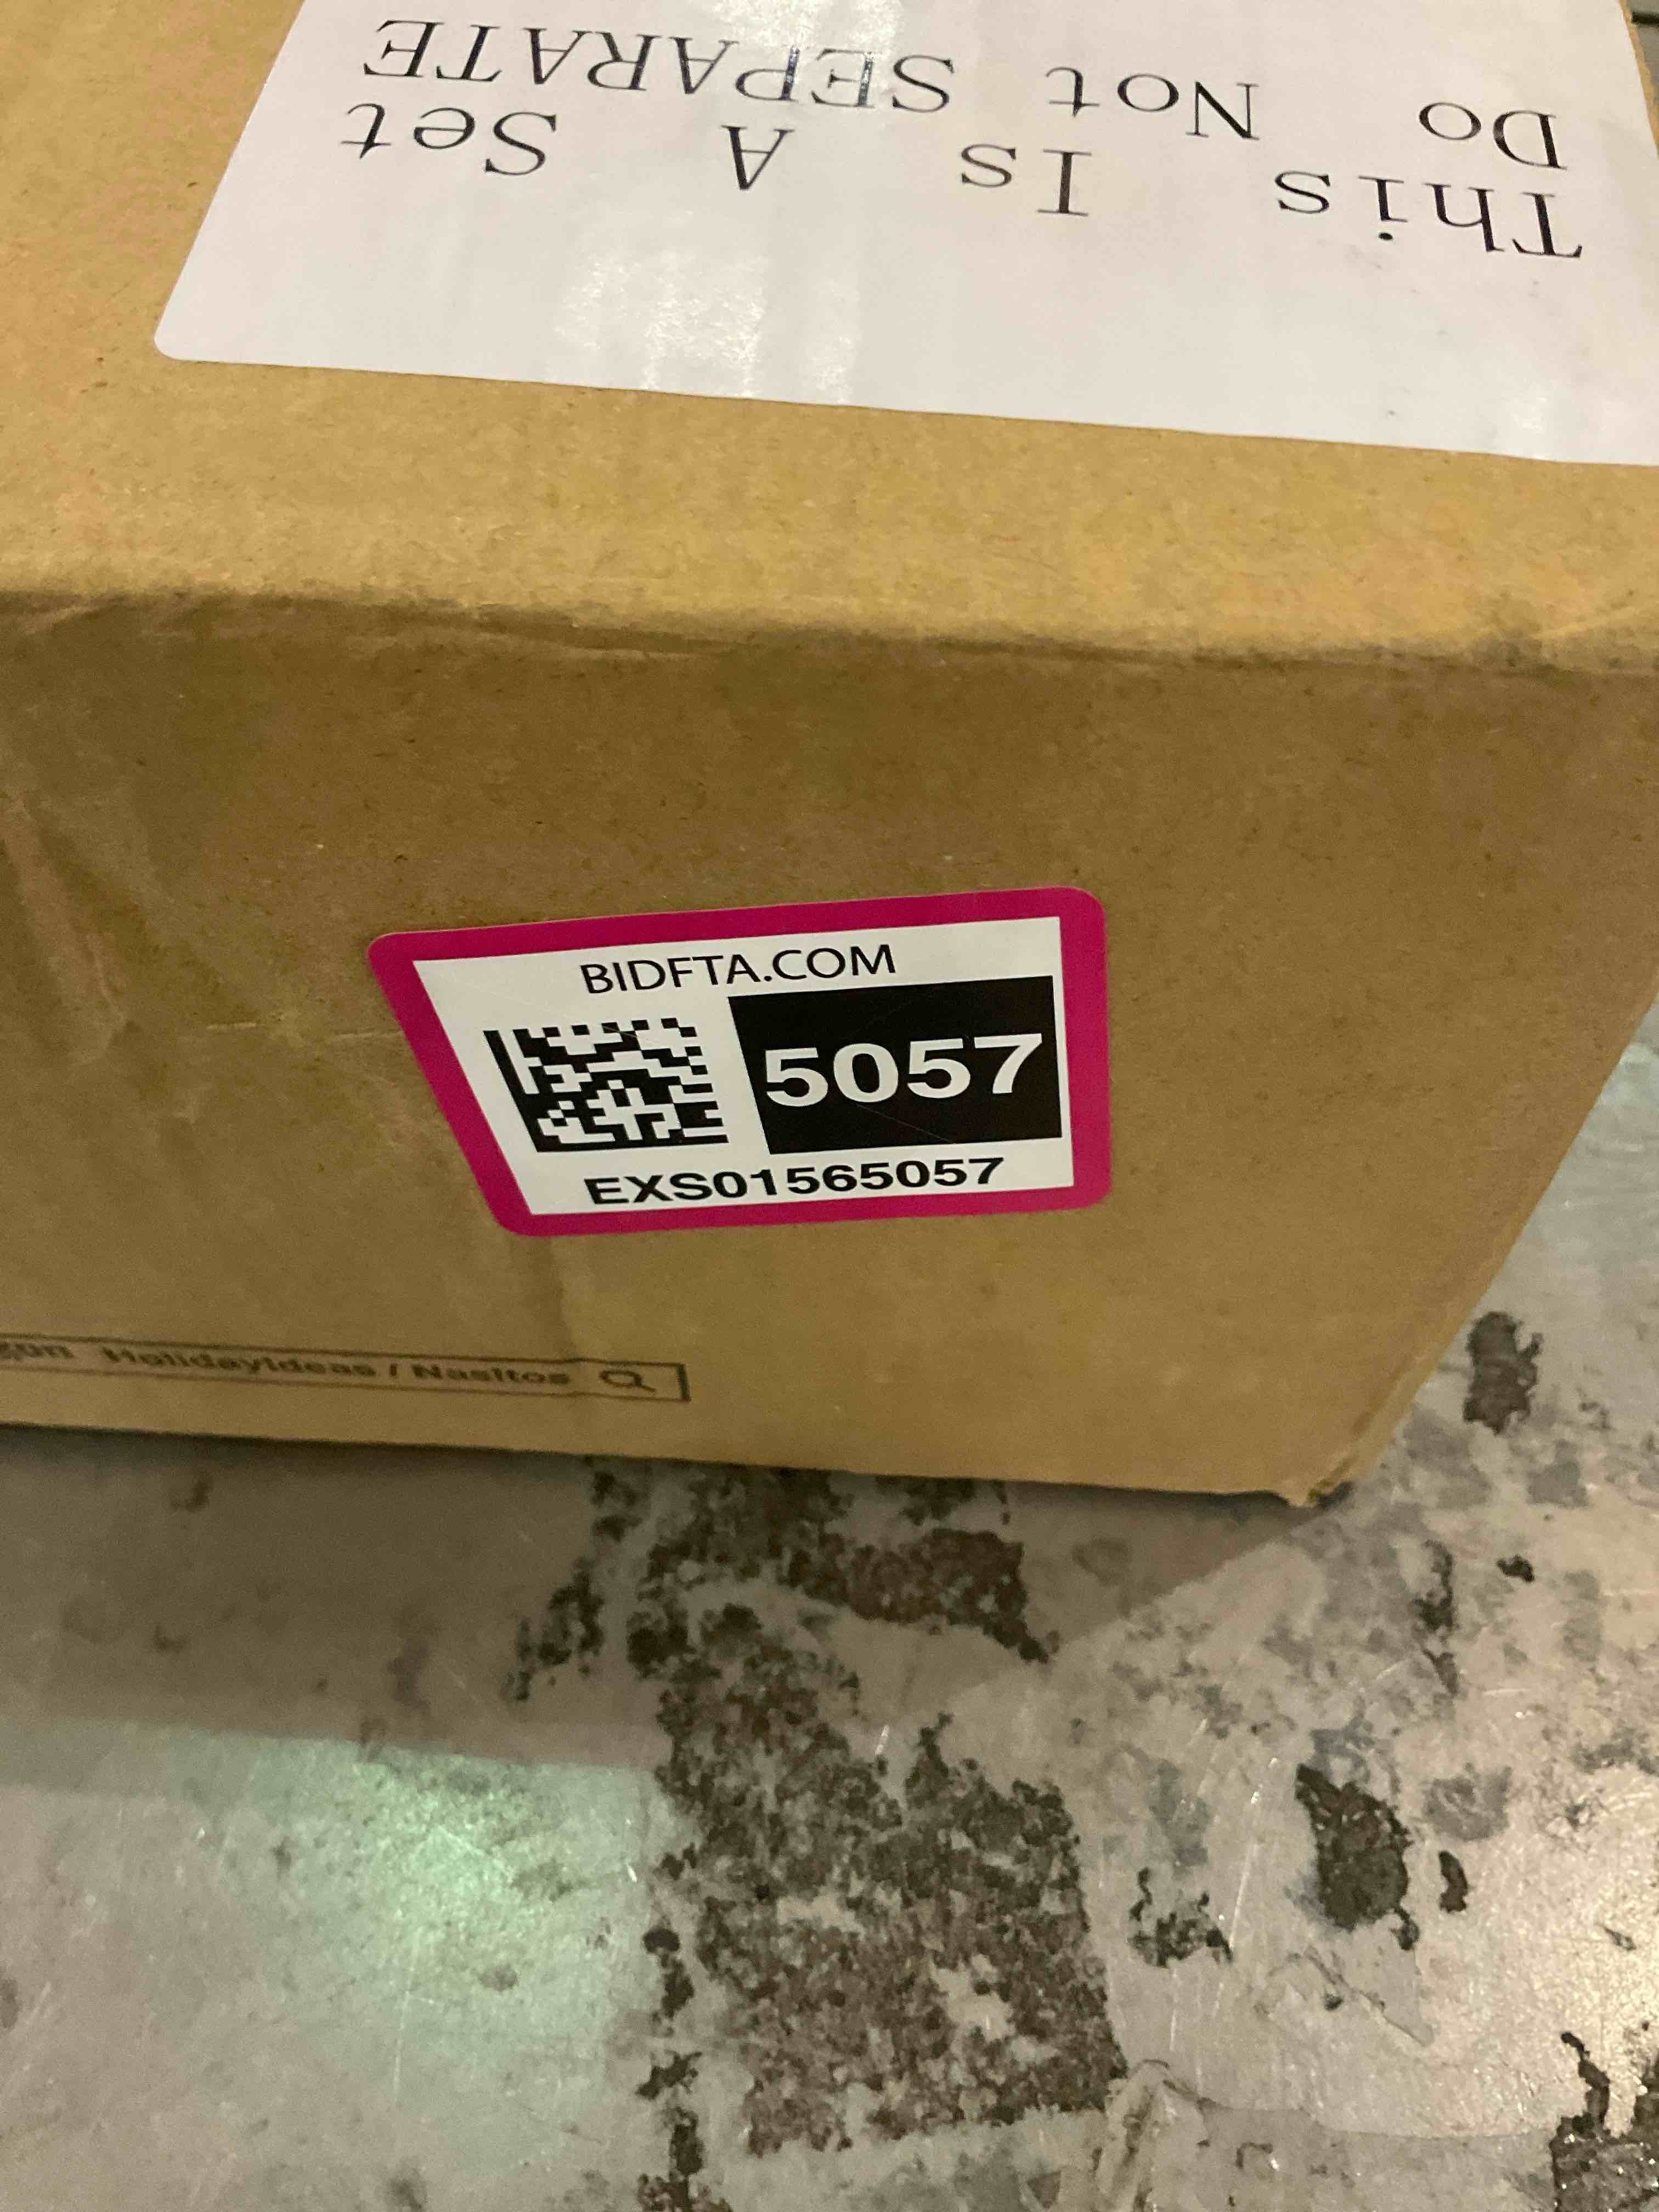 This Is A Set
Do Not SEPARATE
BIDFTA.COM
5057
EXS01565057
HolidayIdeas / Nasitos